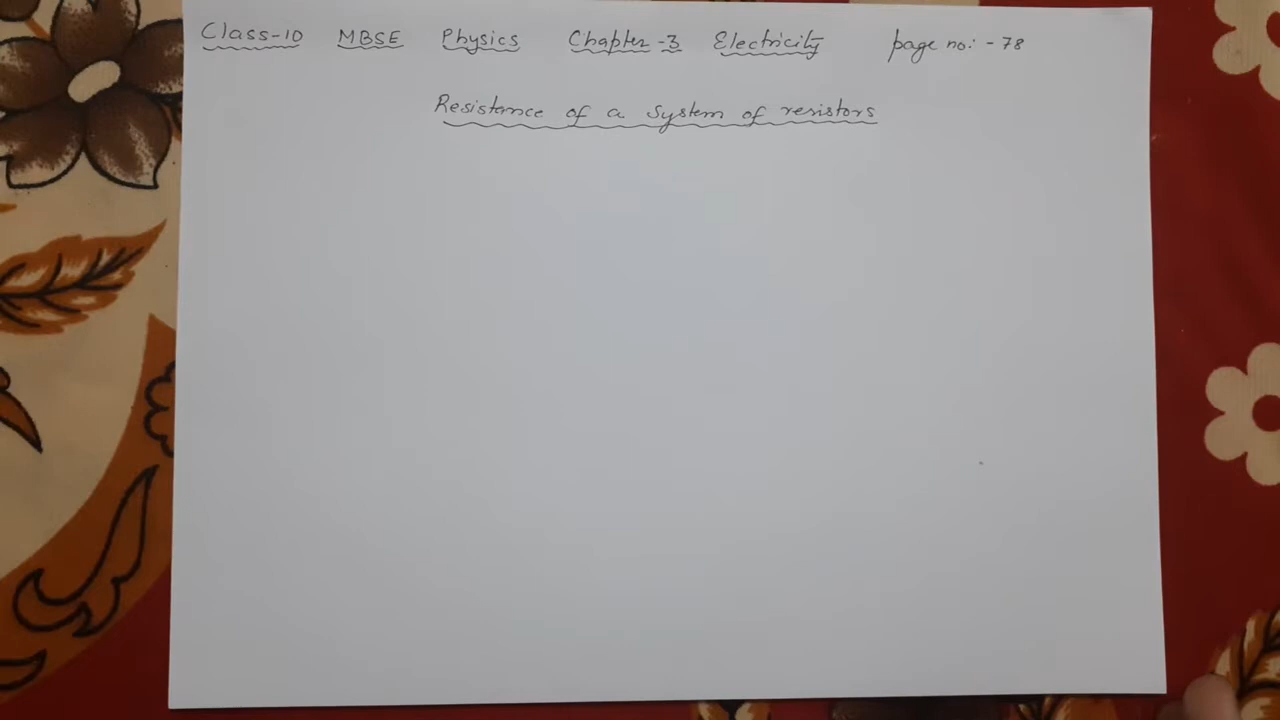 Class-10 MBSE Physics Chapter-3 Electricity page no:-78
Resistance of a system of resistors